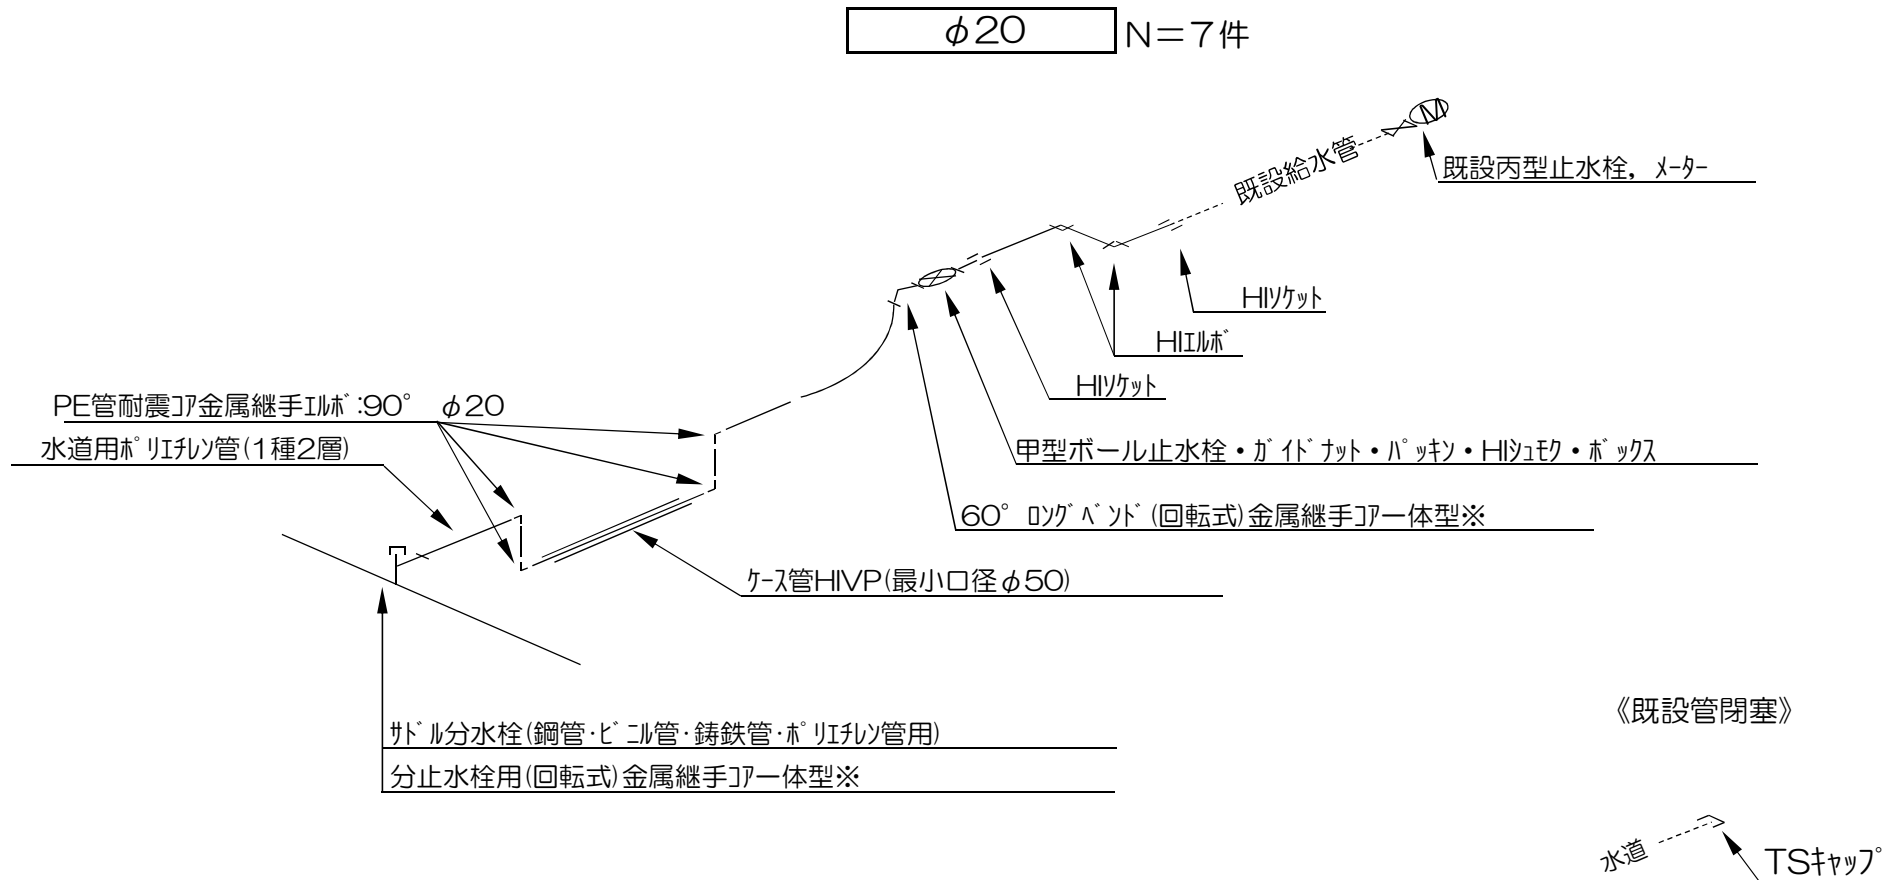 φ20 N＝7件
M
既設給水管
既設丙型止水栓，ﾒｰﾀｰ
HIｿｹｯﾄ
HIｴﾙﾎﾞ
HIｿｹｯﾄ
PE管耐震ｺｱ金属継手ｴﾙﾎﾞ:90°　φ20
水道用ﾎﾟﾘｴﾁﾚﾝ管(1種2層)
甲型ボール止水栓・ｶﾞｲﾄﾞﾅｯﾄ・ﾊﾟｯｷﾝ・HIｼｭﾓｸ・ﾎﾞｯｸｽ
60°ﾛﾝｸﾞﾍﾞﾝﾄﾞ(回転式)金属継手ｺｱ一体型※
ｹｰｽ管HIVP(最小口径φ50)
ｻﾄﾞﾙ分水栓(鋼管･ﾋﾞﾆﾙ管･鋳鉄管･ﾎﾟﾘｴﾁﾚﾝ管用)
分止水栓用(回転式)金属継手ｺｱ一体型※
《既設管閉塞》
水道
TSｷｬｯﾌﾟ